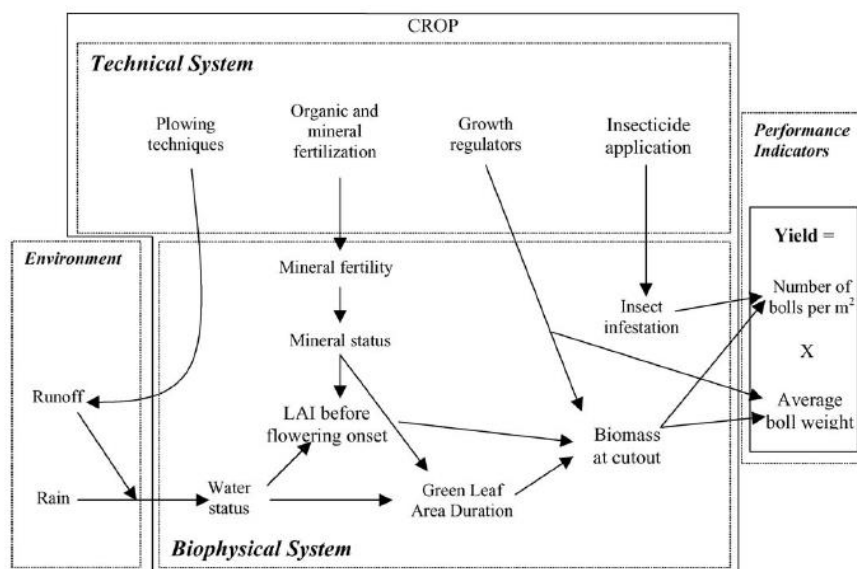 CROP
Technical System
Plowing
techniques
Organic and
mineral
fertilization
Growth
regulators
Insecticide
application
Performance
Indicators
Environment
Yield =
Mineral fertility
Number of
bolls per m²
Insect
infestation
Mineral status
X
Runoff
LAI before
flowering onset
Average
boll weight
Biomass
at cutout
Rain
Water
status
Green Leaf
Area Duration
Biophysical System